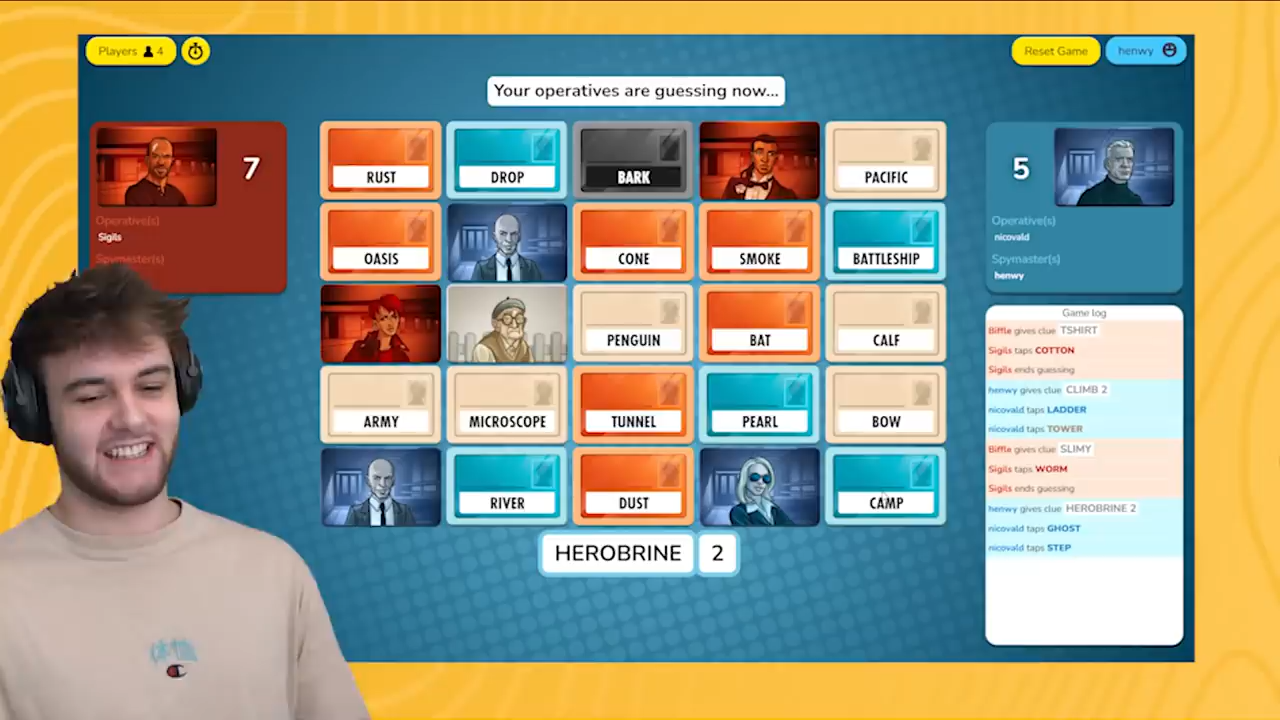 Players 4
Reset Game
henwy
Your operatives are guessing now...
7
Operative(s)
Sigils
Spymaster(s)
RUST
DROP
BARK
PACIFIC
OASIS
CONE
SMOKE
BATTLESHIP
PENGUIN
BAT
CALF
ARMY
MICROSCOPE
TUNNEL
PEARL
BOW
RIVER
DUST
CAMP
HEROBRINE 2
5
Operative(s)
nicovald
Spymaster(s)
henwy
Game log
Biffle gives clue TSHIRT
Sigils taps COTTON
Sigils ends guessing
henwy gives clue CLIMB 2
nicovald taps LADDER
nicovald taps TOWER
Biffle gives clue SLIMY
Sigils taps WORM
Sigils ends guessing
henwy gives clue HEROBRINE 2
nicovald taps GHOST
nicovald taps STEP